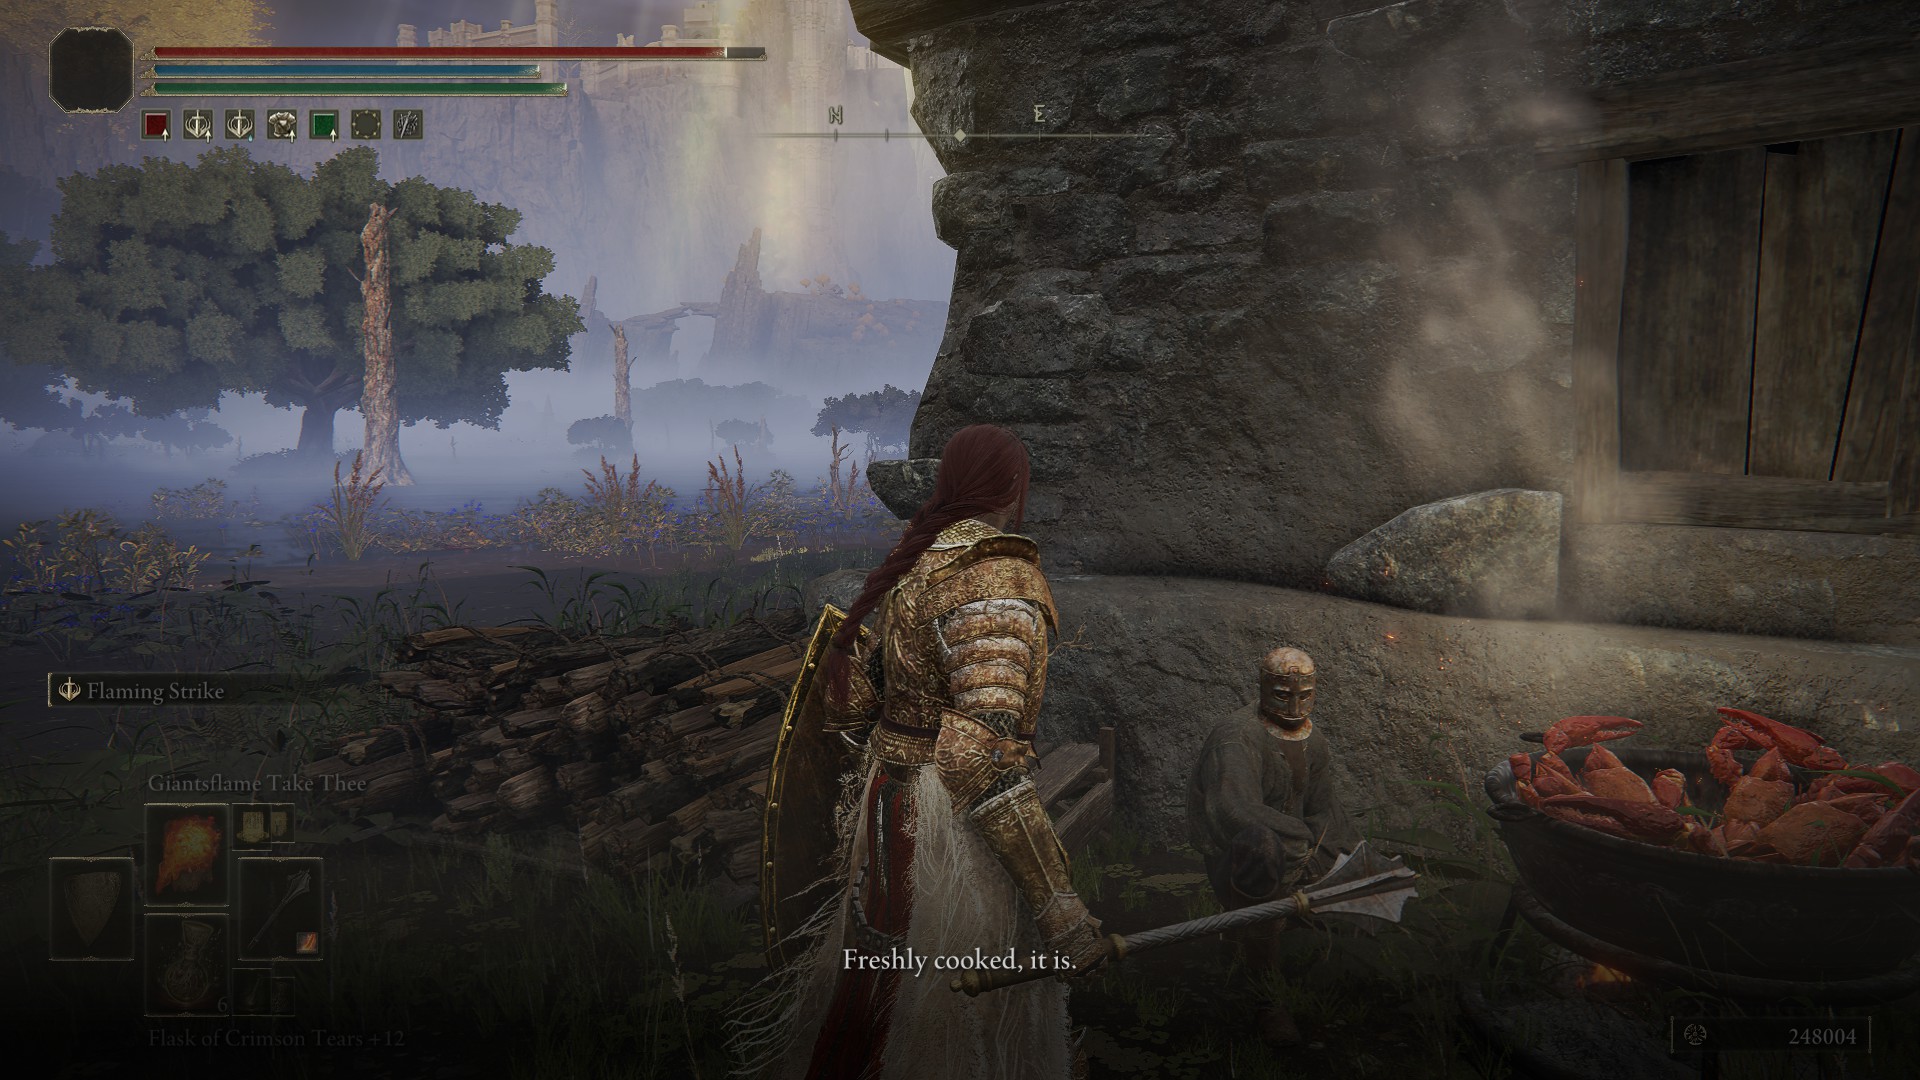 N
E
Flaming Strike
Giantsflame Take Thee
Freshly cooked, it is.
6
Flask of Crimson Tears +12
248004